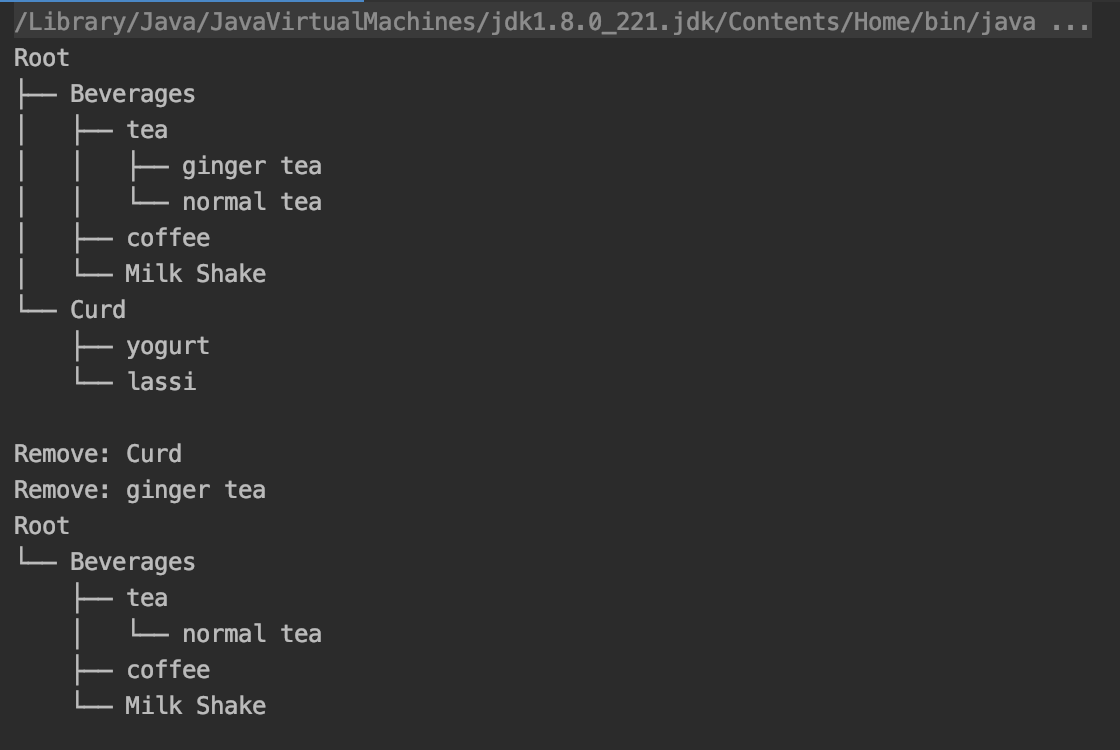 /Library/Java/JavaVirtualMachines/jdk1.8.0_221.jdk/Contents/Home/bin/java ...
Root
├── Beverages
│   ├── tea
│   │   ├── ginger tea
│   │   └── normal tea
│   ├── coffee
│   └── Milk Shake
└── Curd
    ├── yogurt
    └── lassi

Remove: Curd
Remove: ginger tea
Root
└── Beverages
    ├── tea
    │   └── normal tea
    ├── coffee
    └── Milk Shake